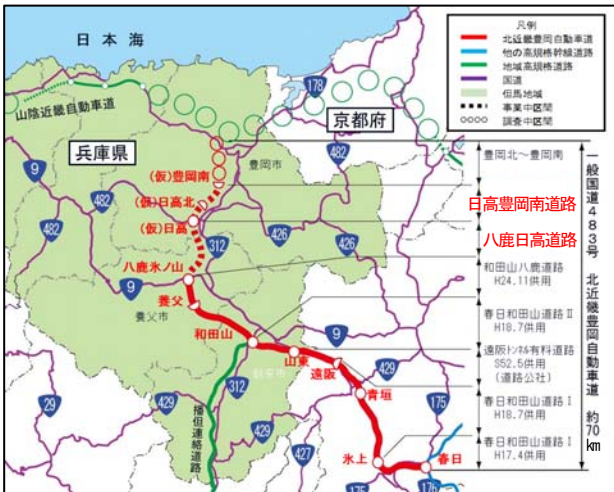 日本海
凡例
北近畿豊岡自動車道
他の高規格幹線道路
地域高規格道路
国道
但馬地域
事業中区間
調査中区間
山陰近畿自動車道
178
京都府
兵庫県
9
482
豊岡市
(仮)豊岡南
豊岡北~豊岡南
482
(仮)日高北
日高豊岡南道路
(仮)日高
482
312
426
426
八鹿日高道路
八鹿氷ノ山
9
和田山八鹿道路
H24.11供用
養父
養父市
和田山
9
春日和田山道路Ⅱ
H18.7供用
山東
遠阪
遠阪トンネル有料道路
S52.5供用
(道路公社)
朝来市
312
429
青垣
175
29
429
播但連絡道路
429
427
春日和田山道路Ⅰ
H18.7供用
氷上
春日
春日和田山道路Ⅰ
H17.4供用
175
176
一般国道483号 北近畿豊岡自動車道 約70km